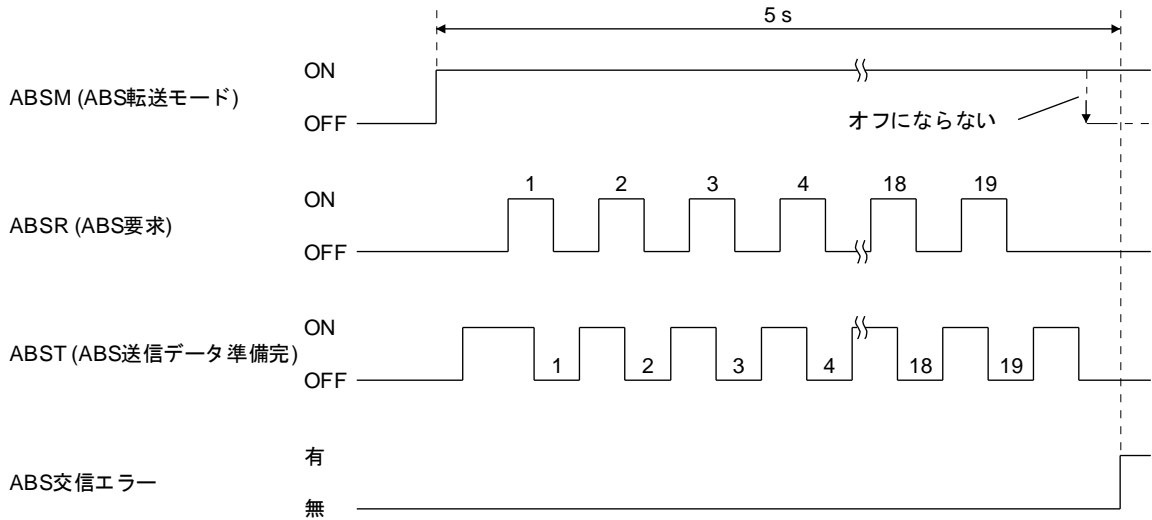 5 s
ON
ABSM (ABS転送モード)
OFF
オフにならない
1 2 3 4 18 19
ON
ABSR (ABS要求)
OFF
ON
ABST (ABS送信データ準備完)
OFF
1 2 3 4 18 19
有
ABS交信エラー
無